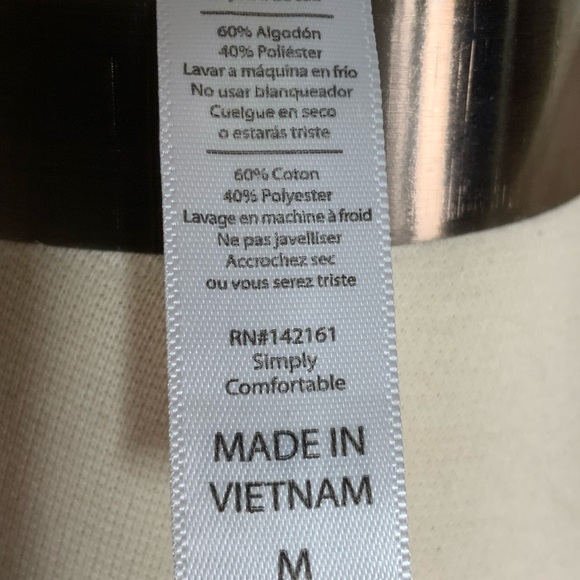 60% Algodón
40% Poliéster
Lavar a máquina en frío
No usar blanqueador
Cuelgue en seco
o estarás triste
60% Coton
40% Polyester
Lavage en machine à froid
Ne pas javelliser
Accrochez sec
ou vous serez triste
RN#142161
Simply
Comfortable
MADE IN
VIETNAM
M